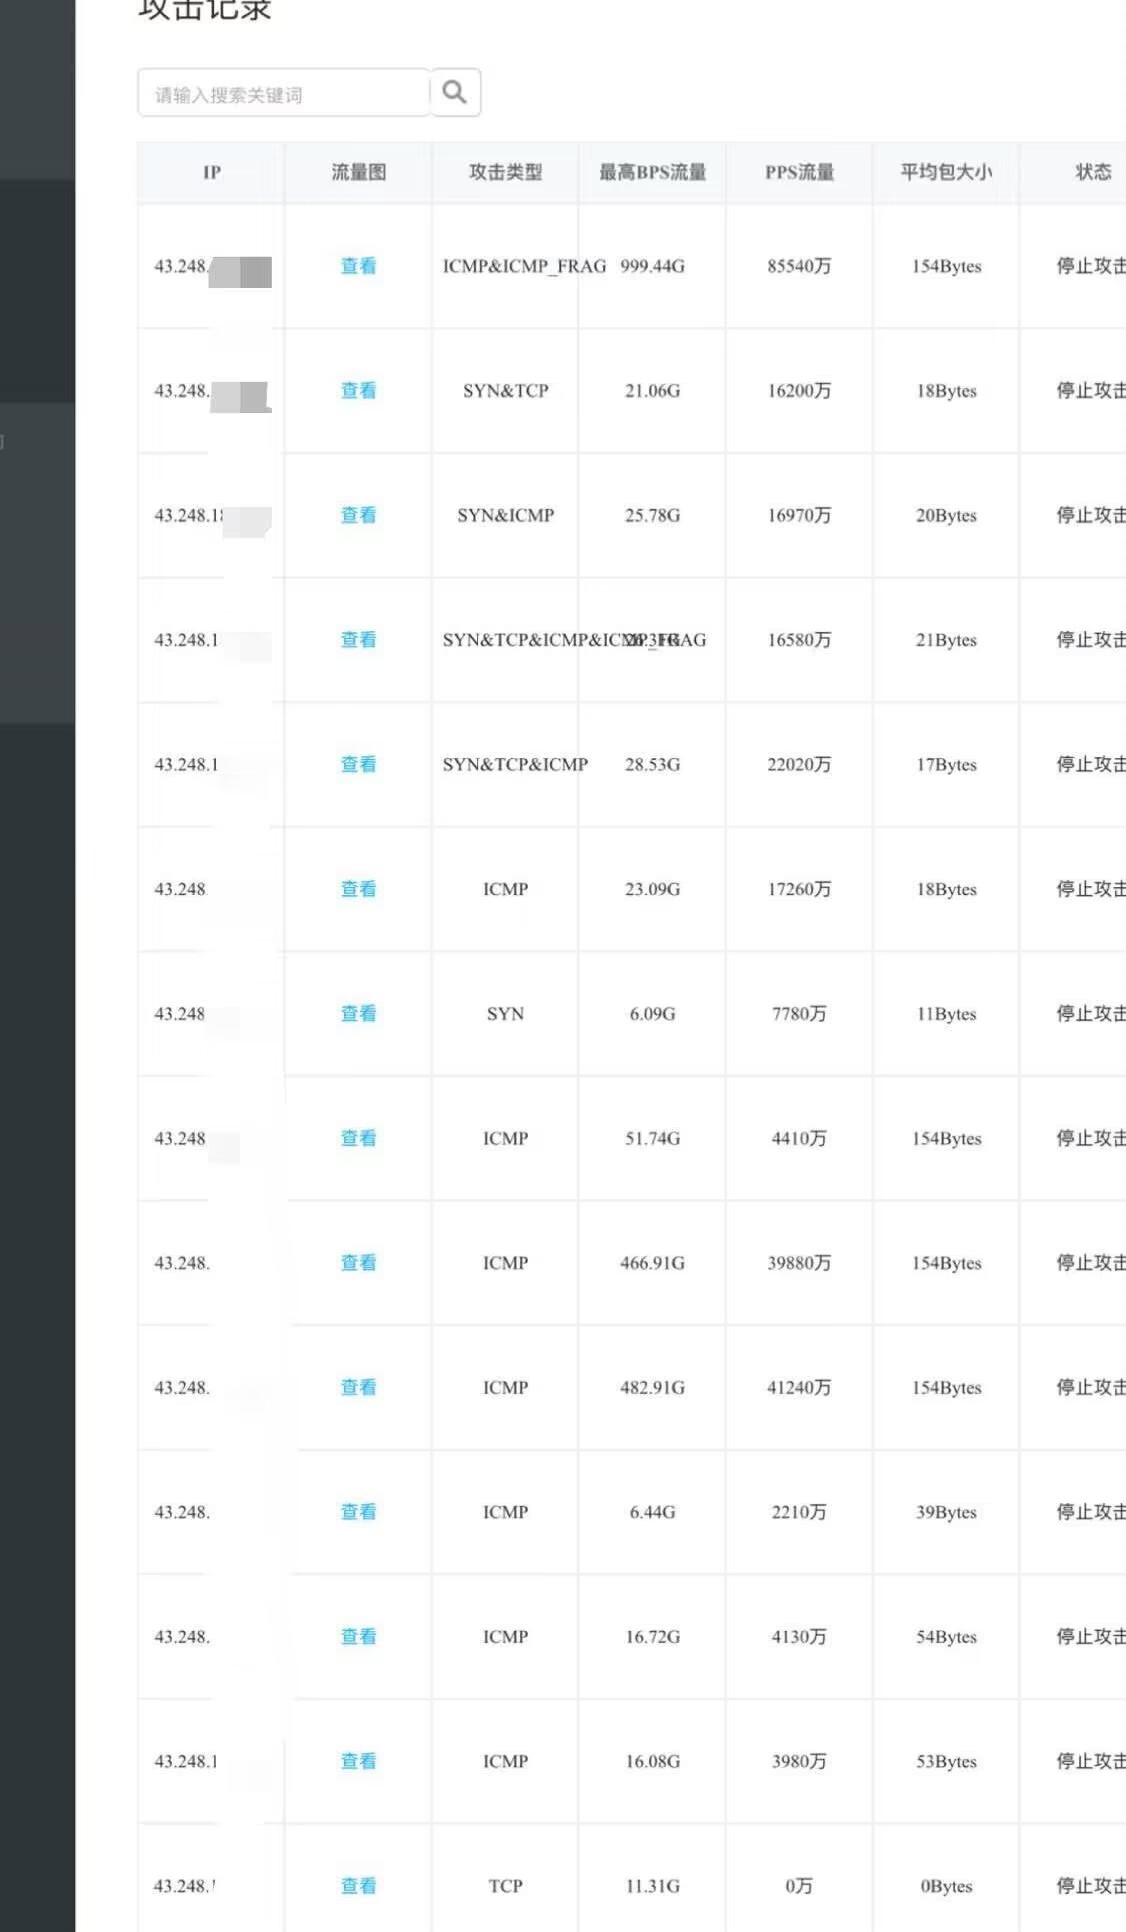 攻击记录
请输入搜索关键词
IP 流量图 攻击类型 最高BPS流量 PPS流量 平均包大小 状态
43.248. 查看 ICMP&ICMP_FRAG 999.44G 85540万 154Bytes 停止攻击
43.248. 查看 SYN&TCP 21.06G 16200万 18Bytes 停止攻击
43.248.1 查看 SYN&ICMP 25.78G 16970万 20Bytes 停止攻击
43.248.1 查看 SYN&TCP&ICMP&ICMP_FRAG 16580万 21Bytes 停止攻击
43.248.1 查看 SYN&TCP&ICMP 28.53G 22020万 17Bytes 停止攻击
43.248 查看 ICMP 23.09G 17260万 18Bytes 停止攻击
43.248 查看 SYN 6.09G 7780万 11Bytes 停止攻击
43.248 查看 ICMP 51.74G 4410万 154Bytes 停止攻击
43.248. 查看 ICMP 466.91G 39880万 154Bytes 停止攻击
43.248. 查看 ICMP 482.91G 41240万 154Bytes 停止攻击
43.248. 查看 ICMP 6.44G 2210万 39Bytes 停止攻击
43.248. 查看 ICMP 16.72G 4130万 54Bytes 停止攻击
43.248.1 查看 ICMP 16.08G 3980万 53Bytes 停止攻击
43.248. 查看 TCP 11.31G 0万 0Bytes 停止攻击